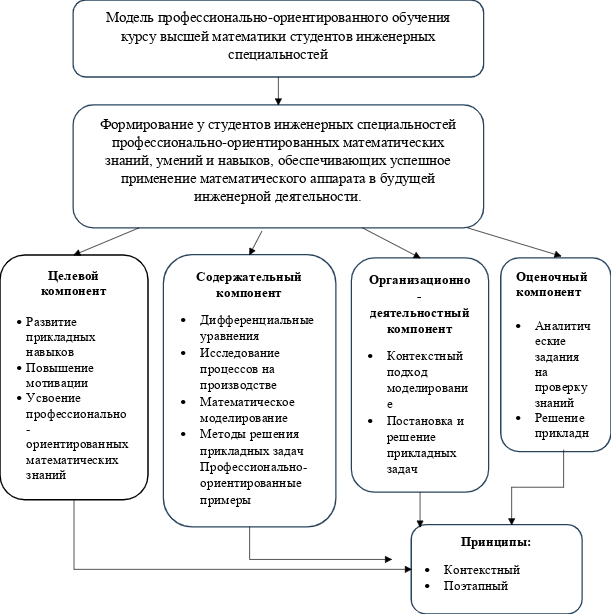 Модель профессионально-ориентированного обучения
курсу высшей математики студентов инженерных
специальностей
Формирование у студентов инженерных специальностей
профессионально-ориентированных математических
знаний, умений и навыков, обеспечивающих успешное
применение математического аппарата в будущей
инженерной деятельности.
Целевой
компонент
• Развитие
прикладных
навыков
• Повышение
мотивации
• Усвоение
профессионально
-
ориентированных
математических
знаний
Содержательный
компонент
• Дифференциальные
уравнения
• Исследование
процессов на
производстве
• Математическое
моделирование
• Методы решения
прикладных задач
Профессионально-
ориентированные
примеры
Организационно
-
деятельностный
компонент
• Контекстный
подход
моделировани
е
• Постановка и
решение
прикладных
задач
Оценочный
компонент
• Аналитич
еские
задания
на
проверку
знаний
• Решение
прикладн
Принципы:
• Контекстный
• Поэтапный